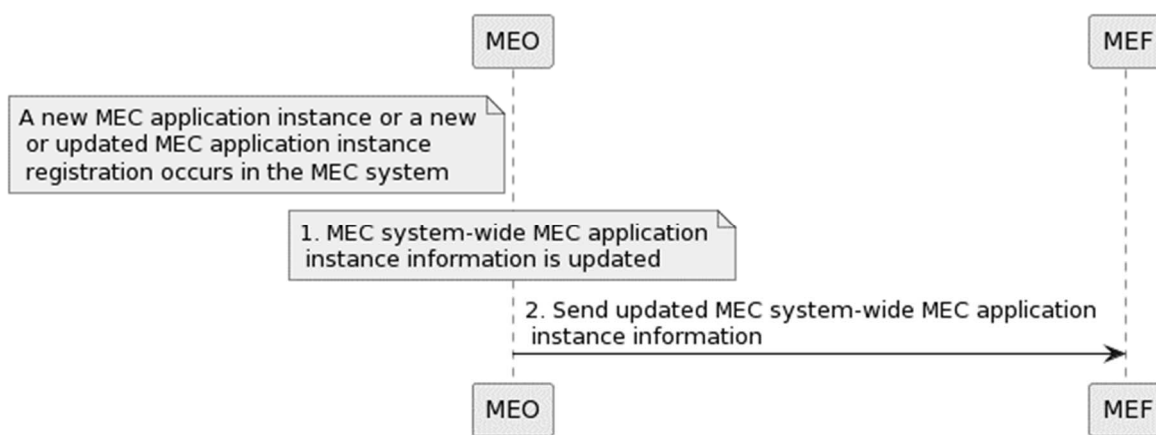 MEO
MEF
A new MEC application instance or a new
or updated MEC application instance
registration occurs in the MEC system
1. MEC system-wide MEC application
instance information is updated
2. Send updated MEC system-wide MEC application
instance information
MEO
MEF